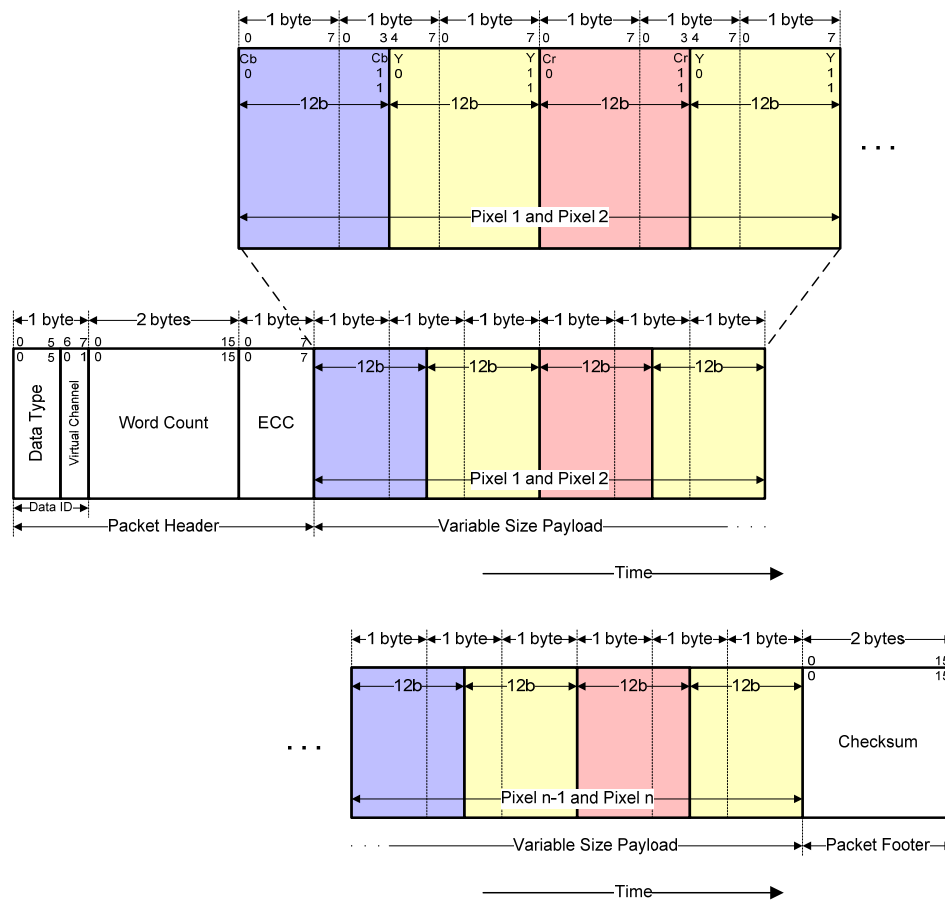 1 byte 1 byte 1 byte 1 byte 1 byte 1 byte
0 7 0 3 4 7 0 7 0 3 4 7 0 7
Cb Cb Y Y Cr Cr Y Y
0 1 0 1 0 1 0 1
1 1 1 1
12b 12b 12b 12b
. . .
Pixel 1 and Pixel 2
1 byte 2 bytes 1 byte 1 byte 1 byte 1 byte 1 byte 1 byte 1 byte
0 5 6 7 0 15 0 7
0 5 0 1 0 15 0 7
12b 12b 12b 12b
Data Type
Virtual Channel
Word Count
ECC
Pixel 1 and Pixel 2
Data ID
Packet Header Variable Size Payload
Time
1 byte 1 byte 1 byte 1 byte 1 byte 1 byte 2 bytes
0 15
0 15
12b 12b 12b 12b
Checksum
. . .
Pixel n-1 and Pixel n
Variable Size Payload Packet Footer
Time